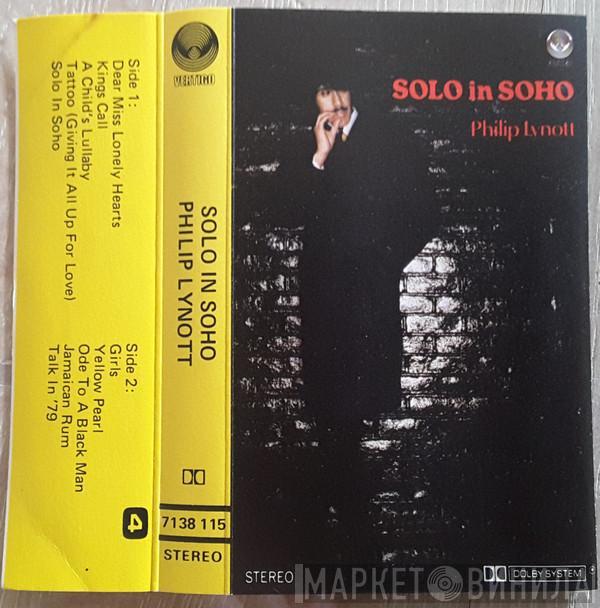 Side 1:
Dear Miss Lonely Hearts
Kings Call
A Child's Lullaby
Tattoo (Giving It All Up For Love)
Solo In Soho
Side 2:
Girls
Yellow Pearl
Ode To A Black Man
Jamaican Rum
Talk In '79
4
VERTIGO
SOLO IN SOHO
PHILIP LYNOTT
7138 115
STEREO
SOLO in SOHO
Philip Lynott
STEREO
DOLBY SYSTEM
МАРКЕТ ВИНИЛА